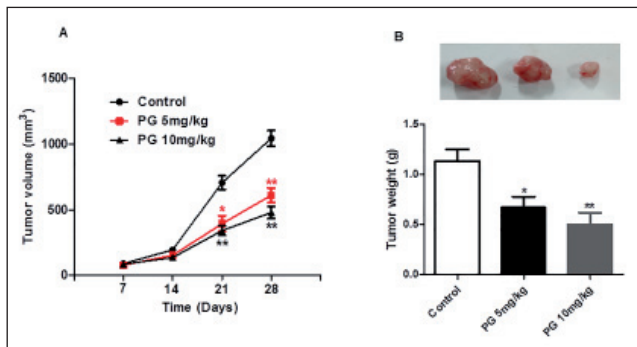 A
Tumor volume (mm³)
1500
1000
500
0
Control
PG 5mg/kg
PG 10mg/kg
*
**
**
**
7
14
21
28
Time (Days)
B
Tumor weight (g)
1.5
1.0
0.5
0.0
*
**
Control
PG 5mg/kg
PG 10mg/kg